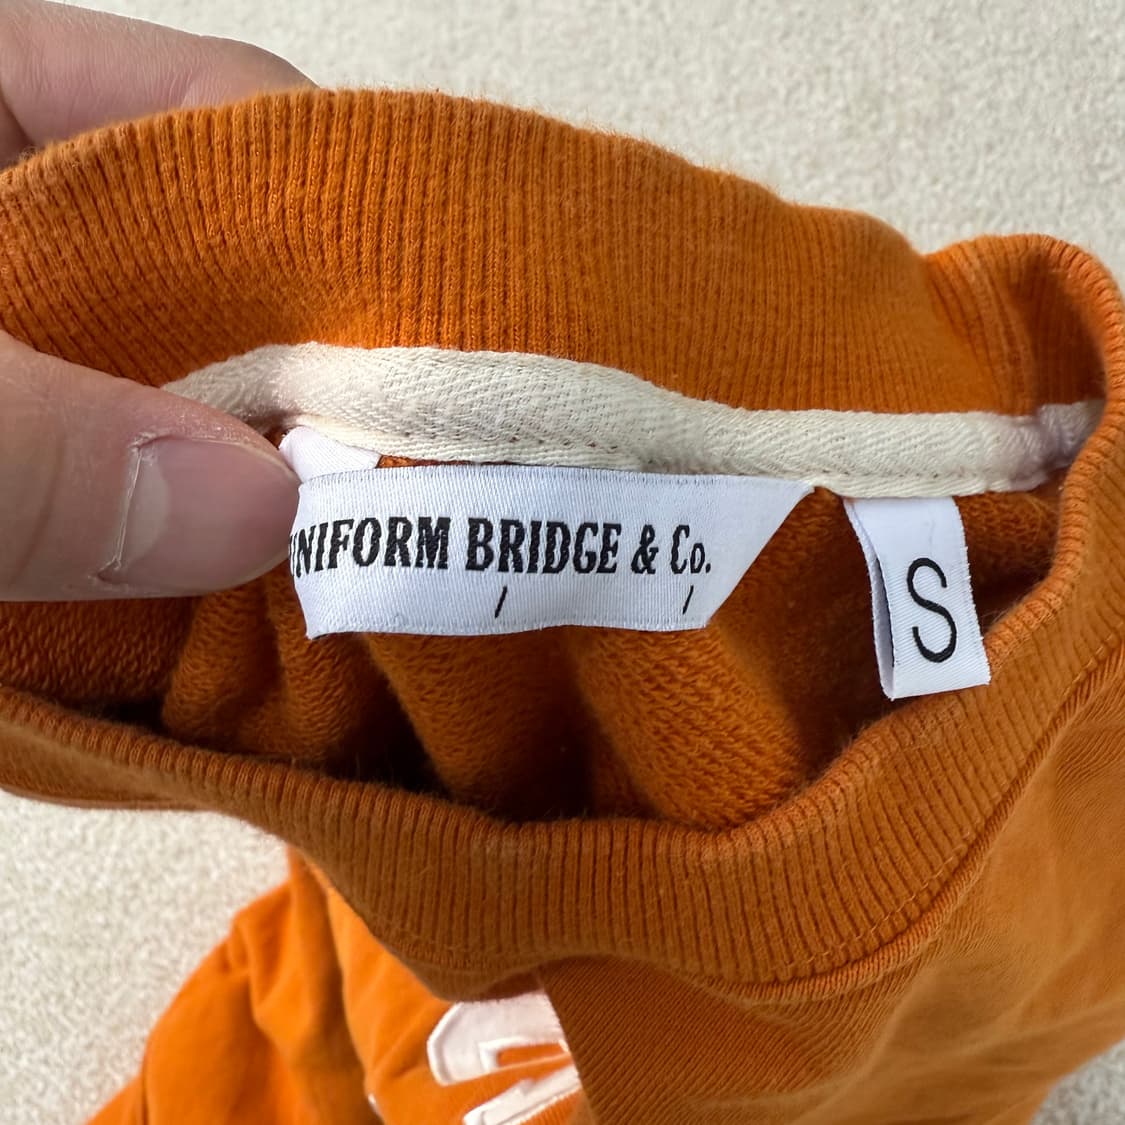 UNIFORM BRIDGE & Co.
/ /
S